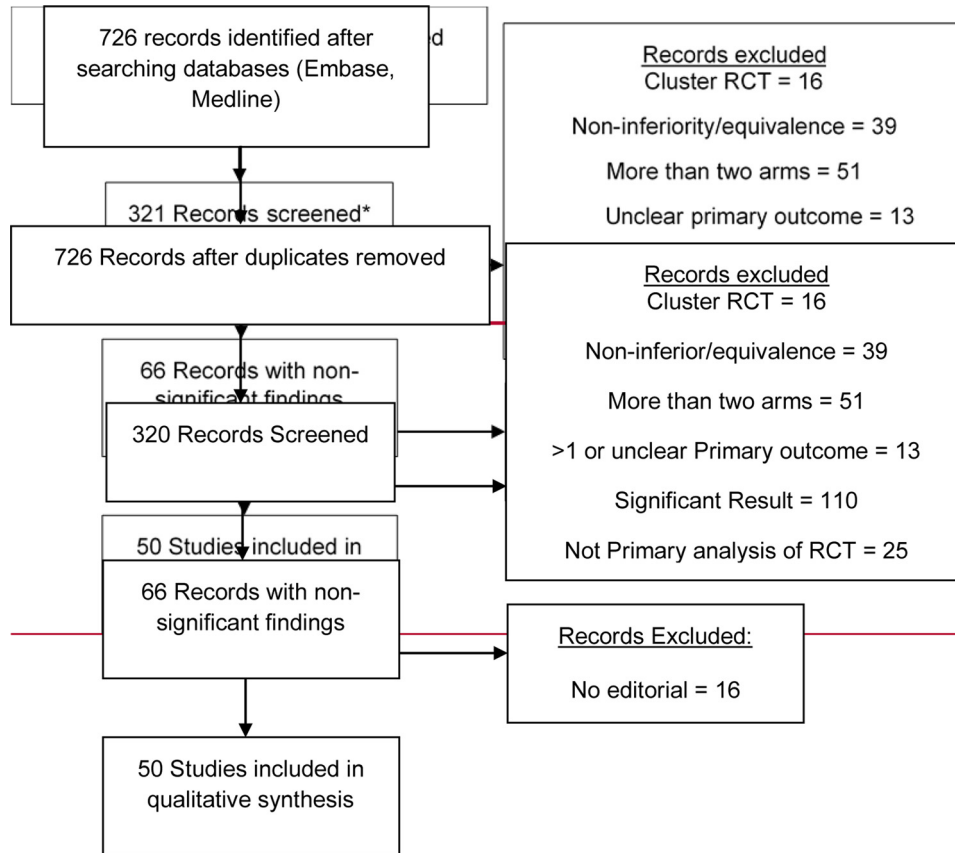 726 records identified after
searching databases (Embase,
Medline)
Records excluded
Cluster RCT = 16
Non-inferiority/equivalence = 39
More than two arms = 51
Unclear primary outcome = 13
321 Records screened*
726 Records after duplicates removed
Records excluded
Cluster RCT = 16
Non-inferior/equivalence = 39
More than two arms = 51
>1 or unclear Primary outcome = 13
Significant Result = 110
Not Primary analysis of RCT = 25
66 Records with non-
significant findings
320 Records Screened
50 Studies included in
66 Records with non-
significant findings
Records Excluded:
No editorial = 16
50 Studies included in
qualitative synthesis